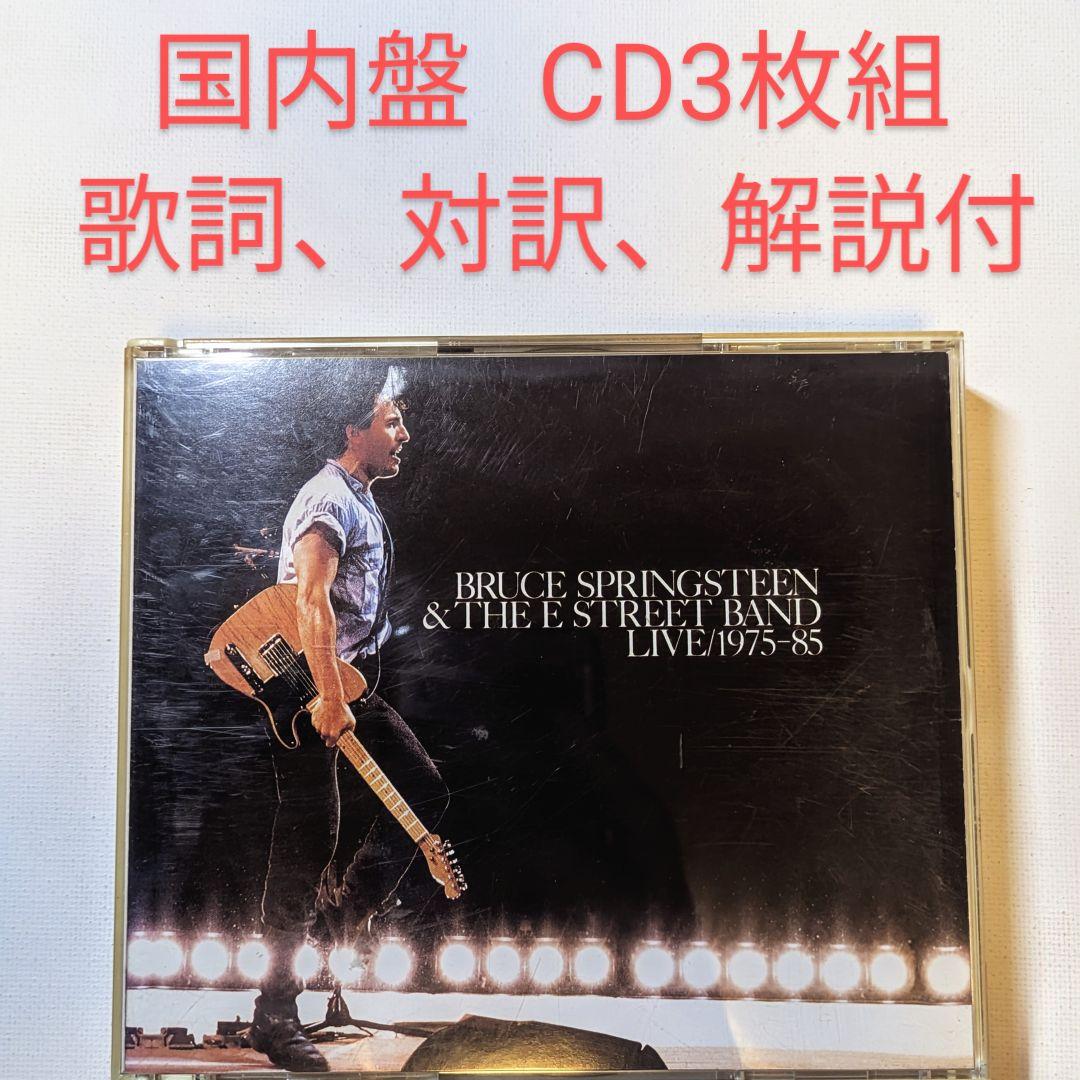 国内盤 CD3枚組
歌詞、対訳、解説付
BRUCE SPRINGSTEEN
& THE E STREET BAND
LIVE/1975-85